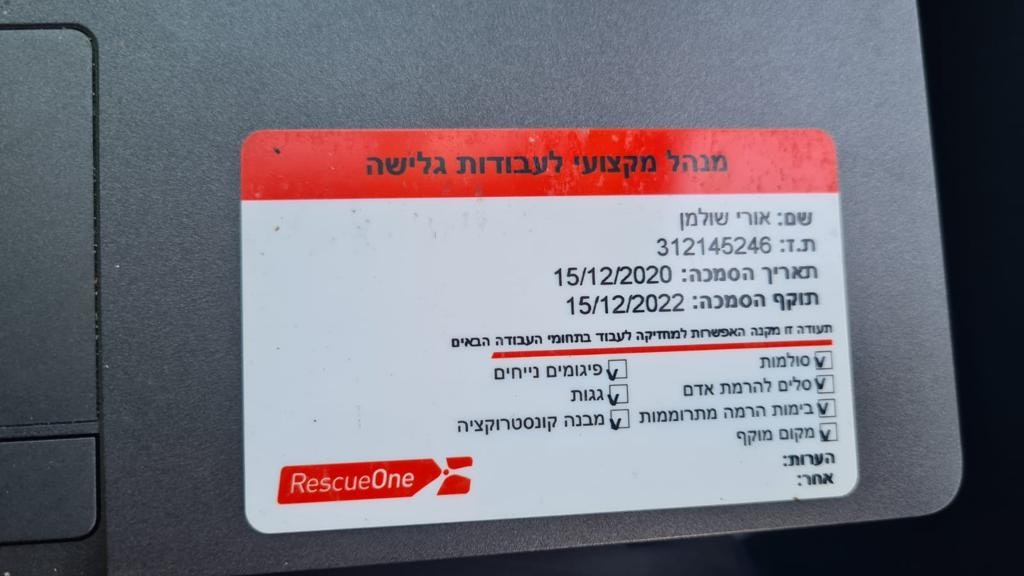 מנהל מקצועי לעבודות גלישה
שם: אורי שולמן
ת.ז: 312145246
תאריך הסמכה: 15/12/2020
תוקף הסמכה: 15/12/2022
תעודה זו מקנה האפשרות למחזיקה לעבוד בתחומי העבודה הבאים
סולמות
סלים להרמת אדם
בימות הרמה מתרוממות
מקום מוקף
פיגומים נייחים
גגות
מבנה קונסטרוקציה
הערות:
אחר:
RescueOne